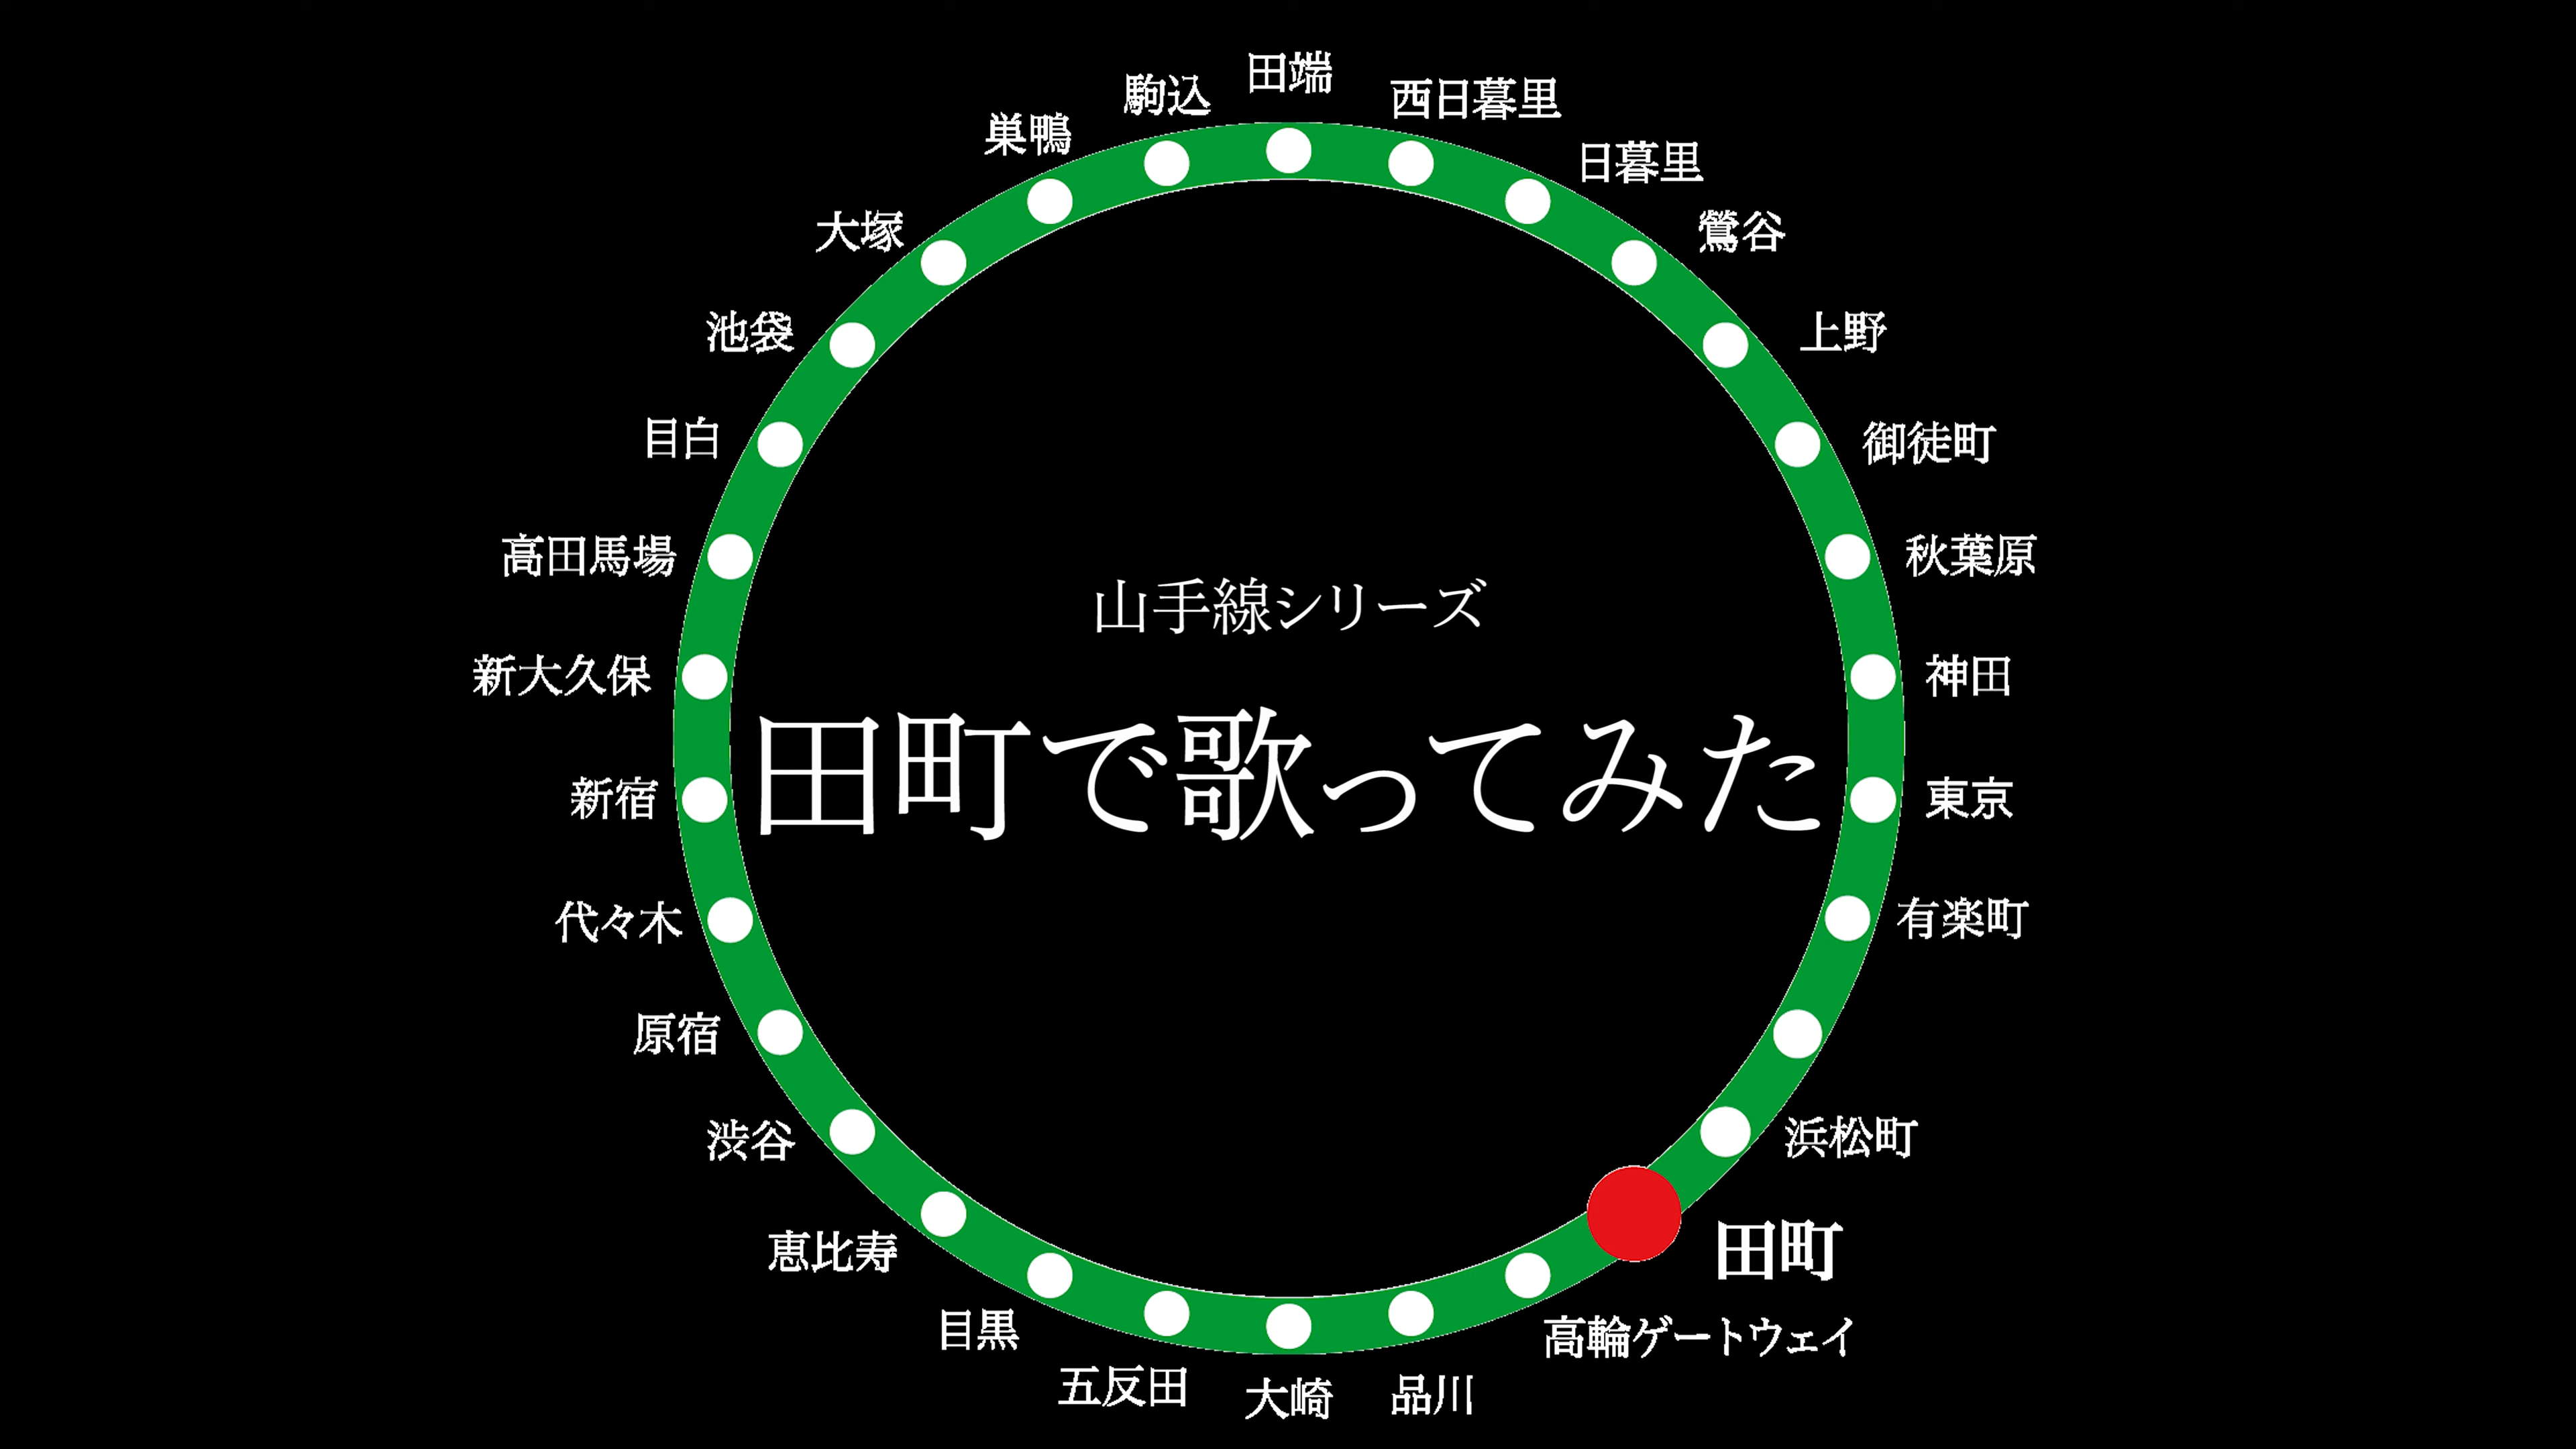 田端
西日暮里
日暮里
鶯谷
上野
御徒町
秋葉原
神田
東京
有楽町
浜松町
田町
高輪ゲートウェイ
品川
大崎
五反田
目黒
恵比寿
渋谷
原宿
代々木
新宿
新大久保
高田馬場
目白
池袋
大塚
巣鴨
駒込
山手線シリーズ
田町で歌ってみた